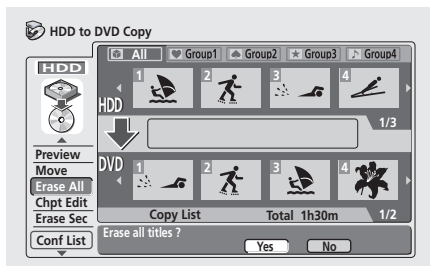 HDD to DVD Copy
HDD
All Group1 Group2 Group3 Group4
1 2 3 4
HDD
1/3
Preview
Move
Erase All
Chpt Edit
Erase Sec
Conf List
DVD
1 2 3 4
Copy List Total 1h30m 1/2
Erase all titles ?
Yes No